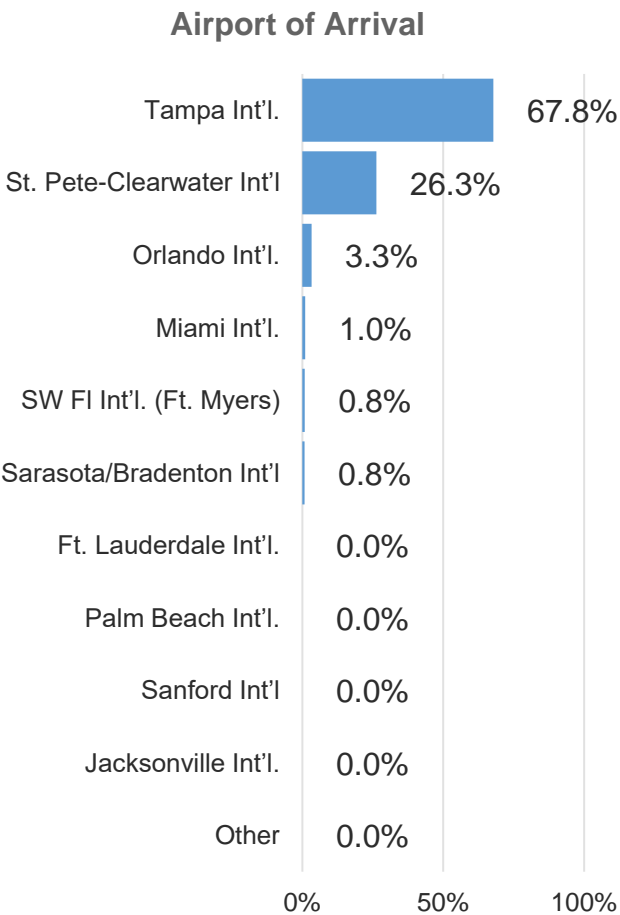 Airport of Arrival
Tampa Int’l. 67.8%
St. Pete-Clearwater Int’l 26.3%
Orlando Int’l. 3.3%
Miami Int’l. 1.0%
SW Fl Int’l. (Ft. Myers) 0.8%
Sarasota/Bradenton Int’l 0.8%
Ft. Lauderdale Int’l. 0.0%
Palm Beach Int’l. 0.0%
Sanford Int’l 0.0%
Jacksonville Int’l. 0.0%
Other 0.0%
0% 50% 100%